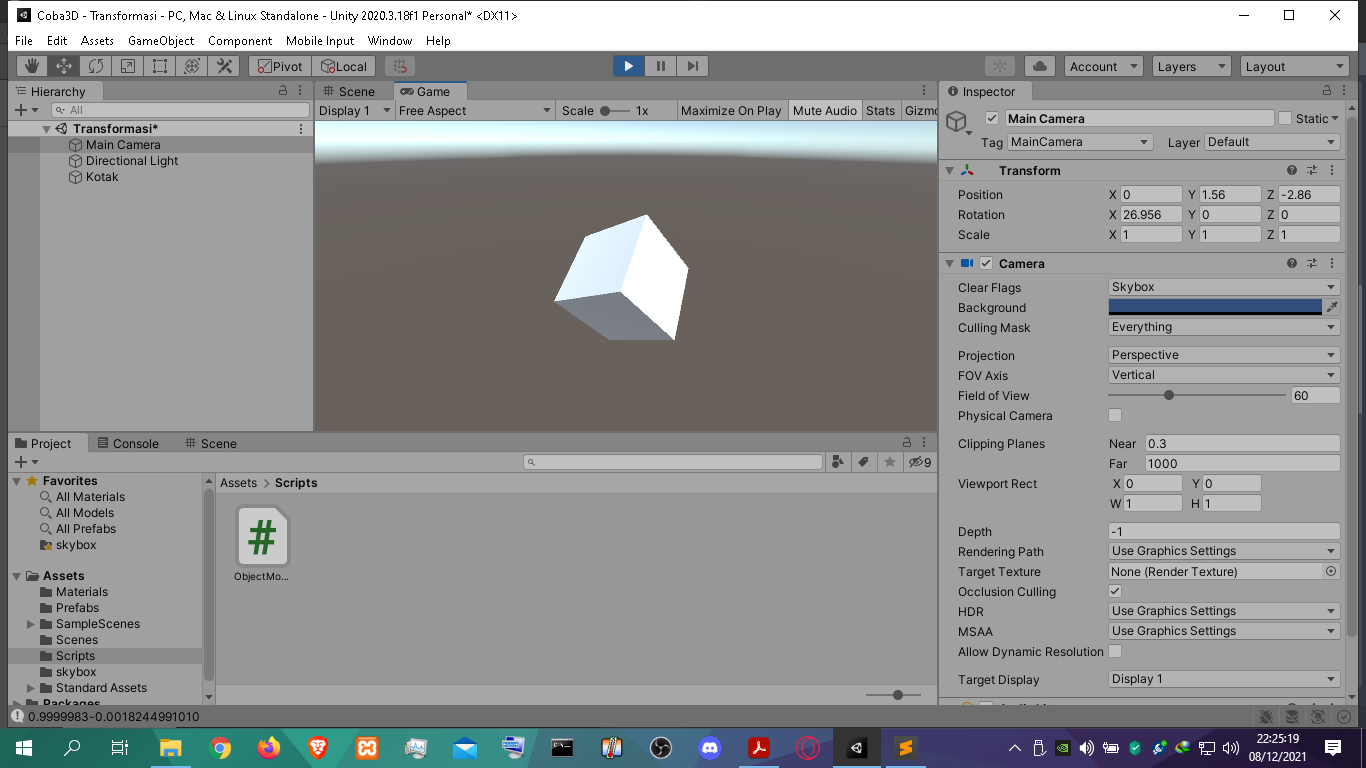 Coba3D - Transformasi - PC, Mac & Linux Standalone - Unity 2020.3.18f1 Personal* <DX11>
File Edit Assets GameObject Component Mobile Input Window Help
Pivot Local Account Layers Layout
Hierarchy
All
Transformasi*
Main Camera
Directional Light
Kotak
Scene Game
Display 1 Free Aspect Scale 1x Maximize On Play Mute Audio Stats Gizmo
Inspector
Main Camera Static
Tag MainCamera Layer Default
Transform
Position X 0 Y 1.56 Z -2.86
Rotation X 26.956 Y 0 Z 0
Scale X 1 Y 1 Z 1
Camera
Clear Flags Skybox
Background
Culling Mask Everything
Projection Perspective
FOV Axis Vertical
Field of View 60
Physical Camera
Clipping Planes Near 0.3
Far 1000
Viewport Rect X 0 Y 0
W 1 H 1
Depth -1
Rendering Path Use Graphics Settings
Target Texture None (Render Texture)
Occlusion Culling
HDR Use Graphics Settings
MSAA Use Graphics Settings
Allow Dynamic Resolution
Target Display Display 1
Project Console Scene
9
Favorites
All Materials
All Models
All Prefabs
skybox
Assets
Materials
Prefabs
SampleScenes
Scenes
Scripts
skybox
Standard Assets
Packages
Assets > Scripts
#
ObjectMo...
0.9999983-0.0018244991010
22:25:19
08/12/2021